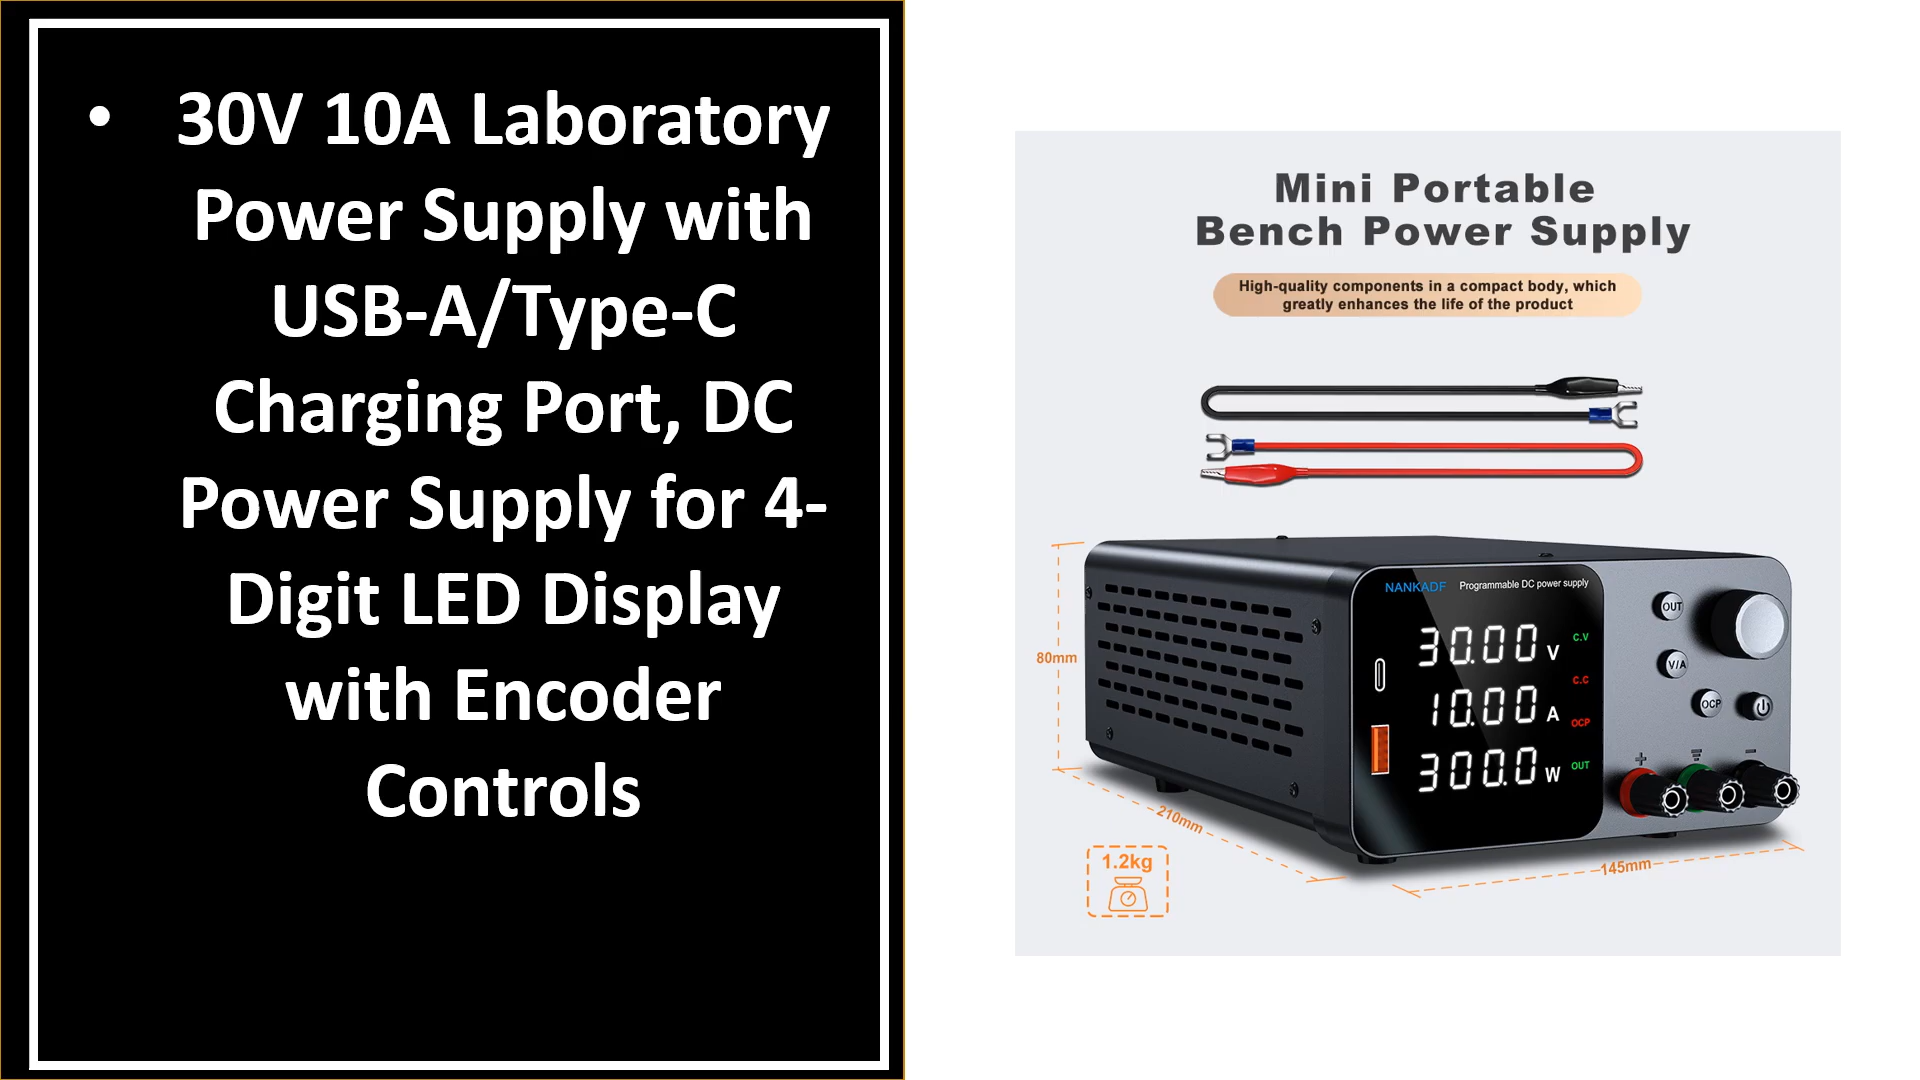 • 30V 10A Laboratory
Power Supply with
USB-A/Type-C
Charging Port, DC
Power Supply for 4-
Digit LED Display
with Encoder
Controls
Mini Portable
Bench Power Supply
High-quality components in a compact body, which
greatly enhances the life of the product
NANKADF Programmable DC power supply
30.00 V C.V
C.C
10.00 A OCP
300.0 W OUT
OUT
V/A
OCP
+ -
80mm
210mm
145mm
1.2kg